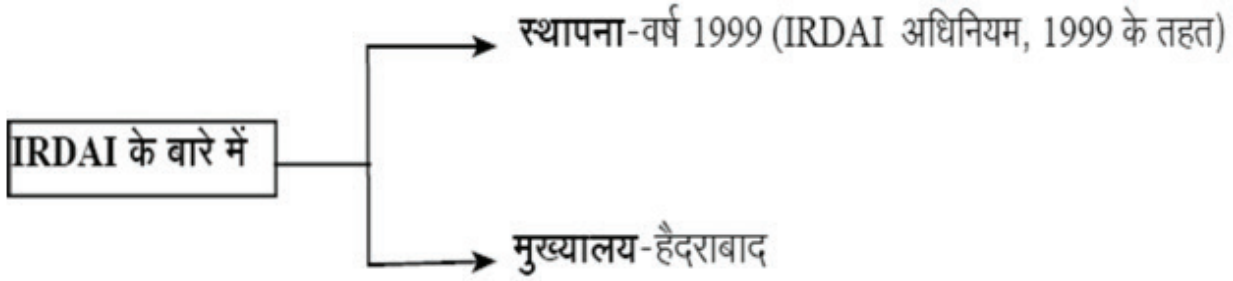 स्थापना-वर्ष 1999 (IRDAI अधिनियम, 1999 के तहत)
IRDAI के बारे में
मुख्यालय-हैदराबाद